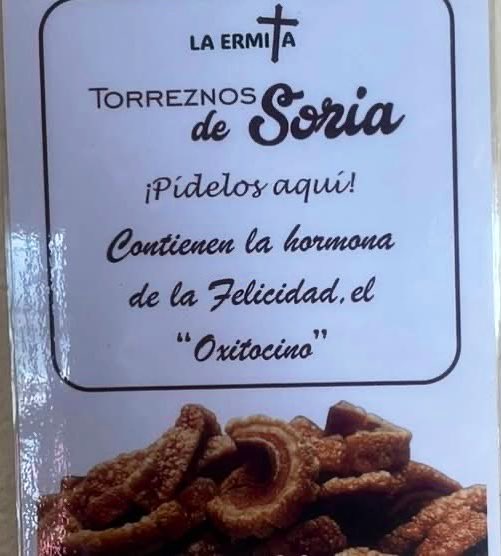 LA ERMITA
TORREZNOS
de Soria
¡Pídelos aquí!
Contienen la hormona
de la Felicidad, el
“Oxitocino”